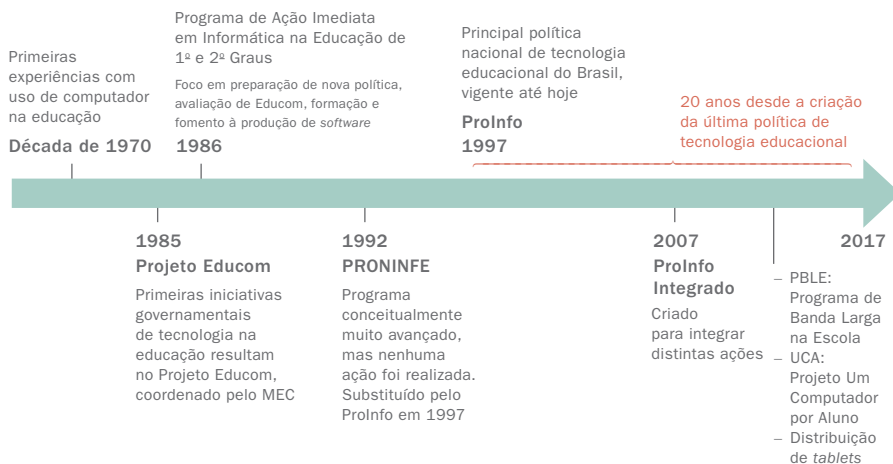 Primeiras
experiências com
uso de computador
na educação
Década de 1970
Programa de Ação Imediata
em Informática na Educação de
1º e 2º Graus
Foco em preparação de nova política,
avaliação de Educom, formação e
fomento à produção de software
1986
Principal política
nacional de tecnologia
educacional do Brasil,
vigente até hoje
ProInfo
1997
20 anos desde a criação
da última política de
tecnologia educacional
1985
Projeto Educom
Primeiras iniciativas
governamentais
de tecnologia na
educação resultam
no Projeto Educom,
coordenado pelo MEC
1992
PRONINFE
Programa
conceitualmente
muito avançado,
mas nenhuma
ação foi realizada.
Substituído pelo
ProInfo em 1997
2007
ProInfo
Integrado
Criado
para integrar
distintas ações
2017
– PBLE:
Programa de
Banda Larga
na Escola
– UCA:
Projeto Um
Computador
por Aluno
– Distribuição
de tablets